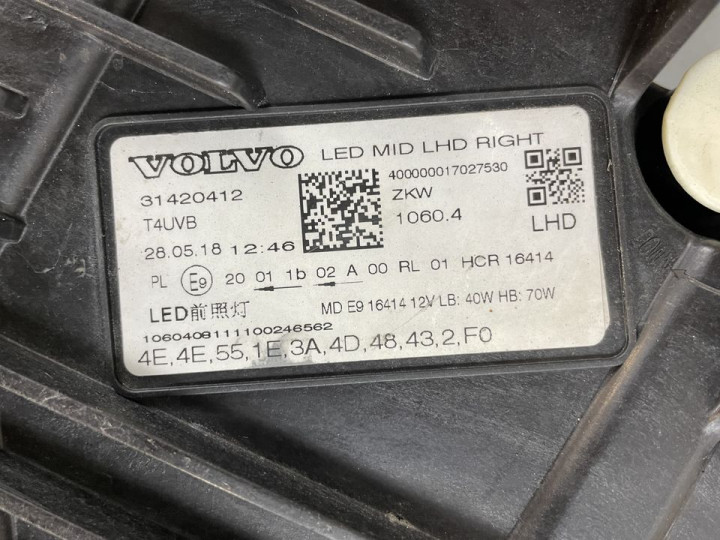 VOLVO LED MID LHD RIGHT
31420412
400000017027530
T4UVB
ZKW
1060.4
LHD
28.05.18 12:46
PL E9 20 01 1b 02 A 00 RL 01 HCR 16414
LED前照灯 MD E9 16414 12V LB: 40W HB: 70W
1060408111100246562
4E,4E,55,1E,3A,4D,48,43,2,F0